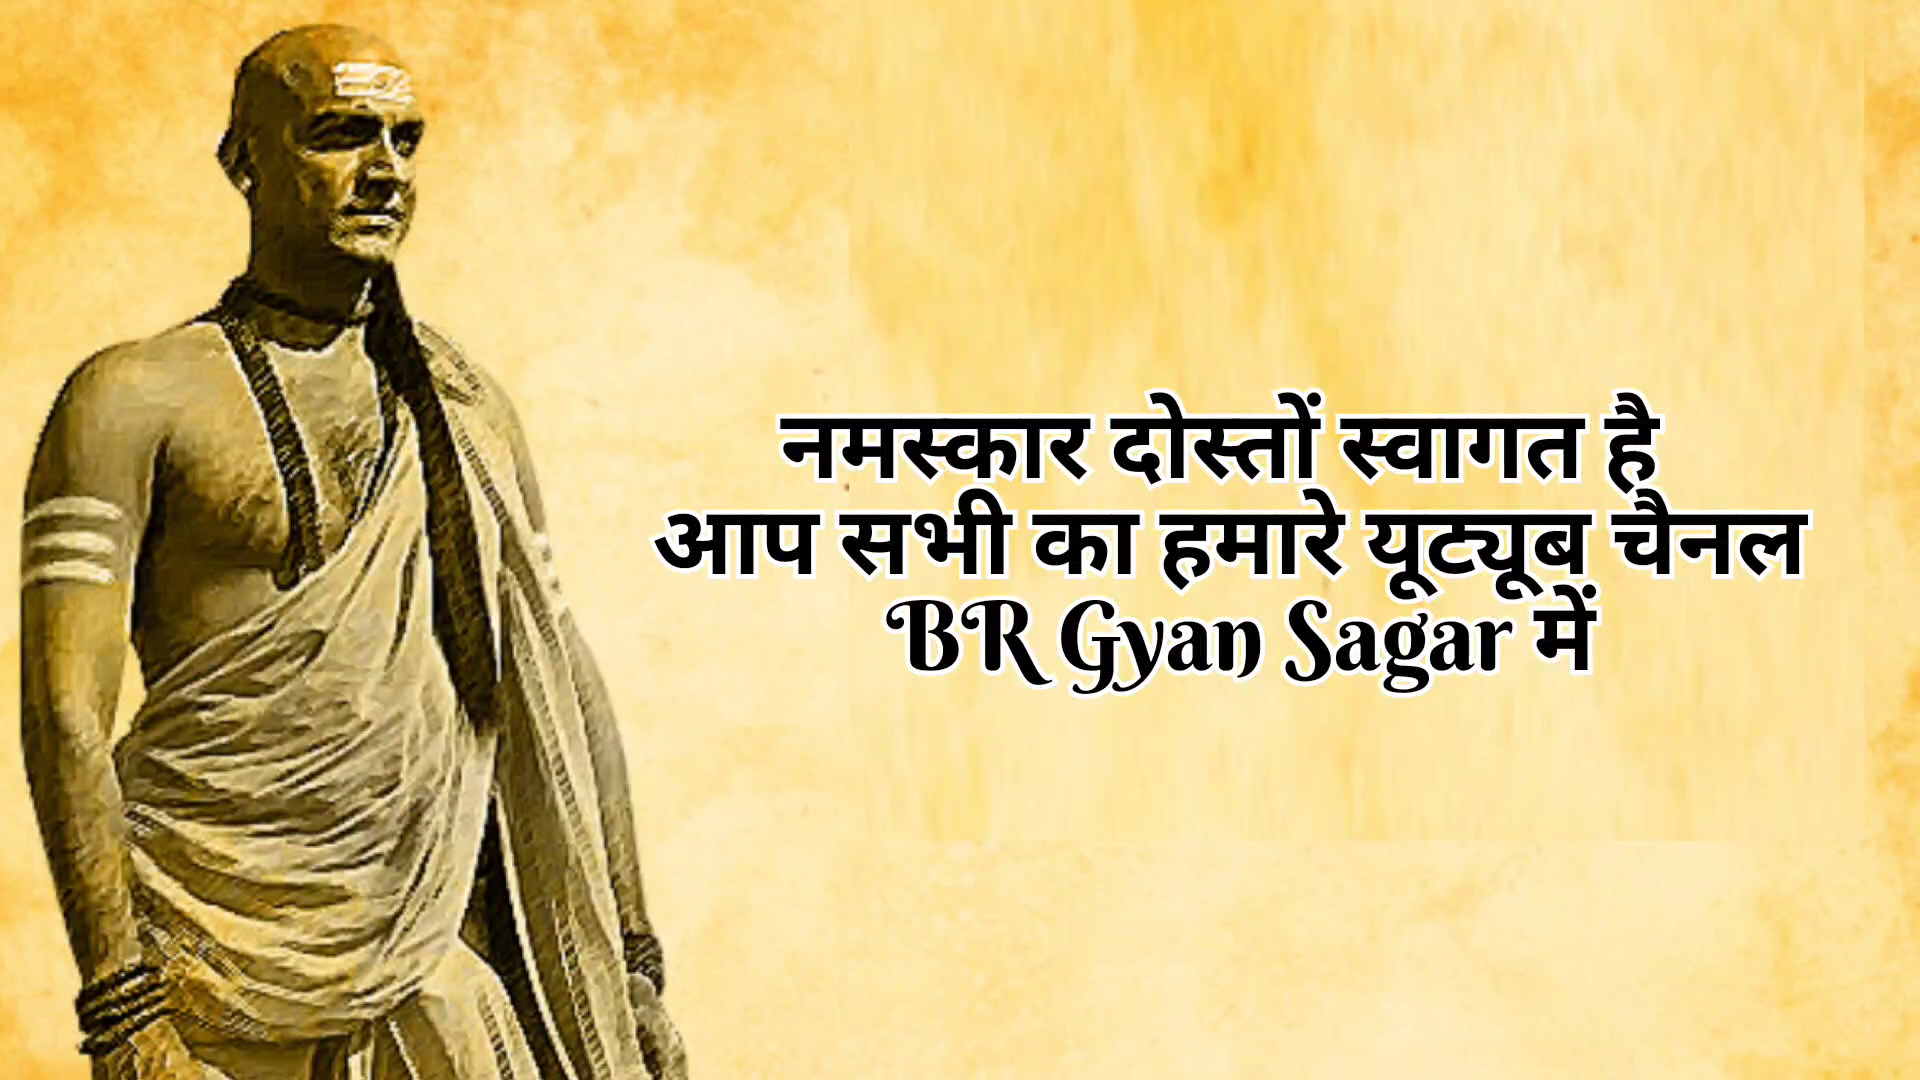 नमस्कार दोस्तों स्वागत है
आप सभी का हमारे यूट्यूब चैनल
BR Gyan Sagar में